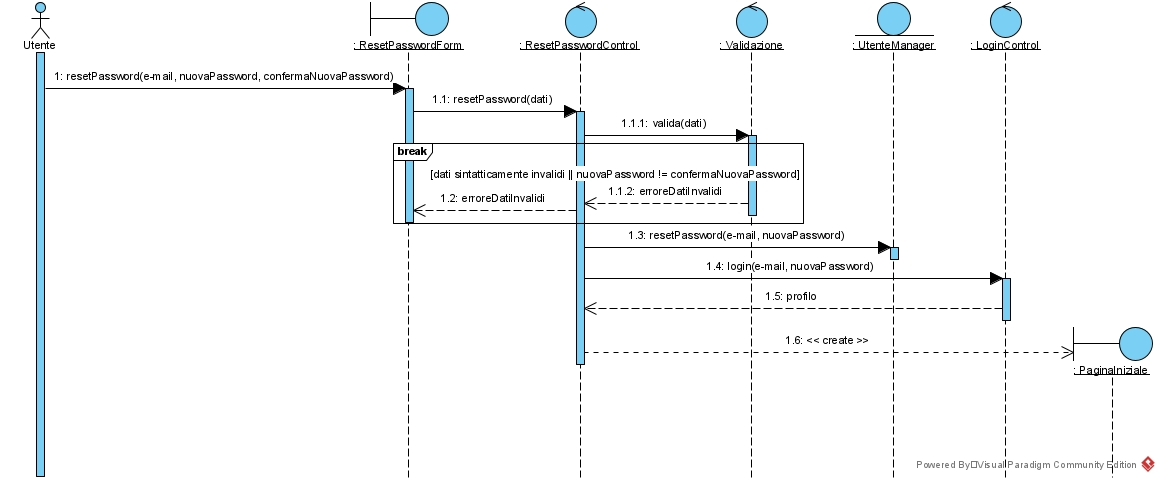 Utente
: ResetPasswordForm
: ResetPasswordControl
: Validazione
: UtenteManager
: LoginControl
1: resetPassword(e-mail, nuovaPassword, confermaNuovaPassword)
1.1: resetPassword(dati)
1.1.1: valida(dati)
break
[dati sintatticamente invalidi || nuovaPassword != confermaNuovaPassword]
1.1.2: erroreDatiInvalidi
1.2: erroreDatiInvalidi
1.3: resetPassword(e-mail, nuovaPassword)
1.4: login(e-mail, nuovaPassword)
1.5: profilo
1.6: << create >>
: PaginaIniziale
Powered By Visual Paradigm Community Edition